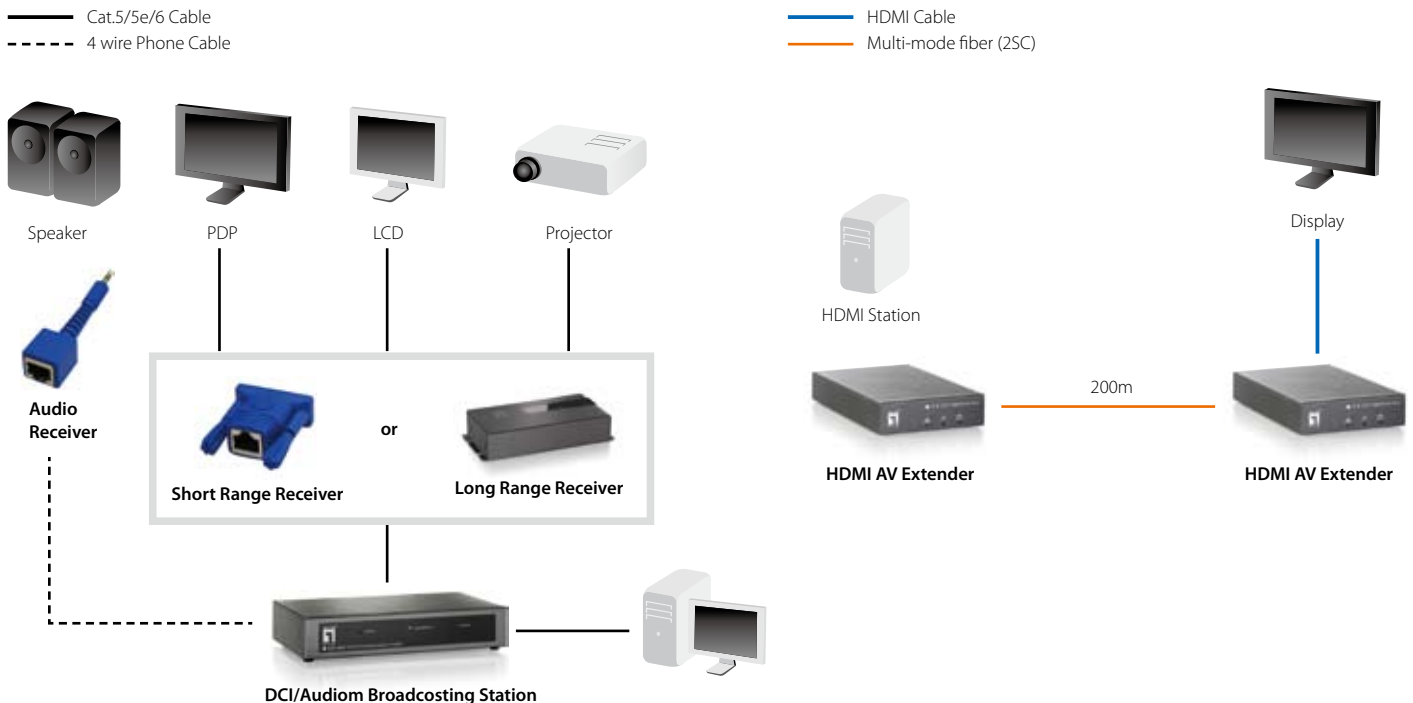 Cat.5/5e/6 Cable
4 wire Phone Cable
HDMI Cable
Multi-mode fiber (2SC)
Speaker
PDP
LCD
Projector
Audio
Receiver
Short Range Receiver
or
Long Range Receiver
DCI/Audiom Broadcosting Station
Display
HDMI Station
200m
HDMI AV Extender
HDMI AV Extender